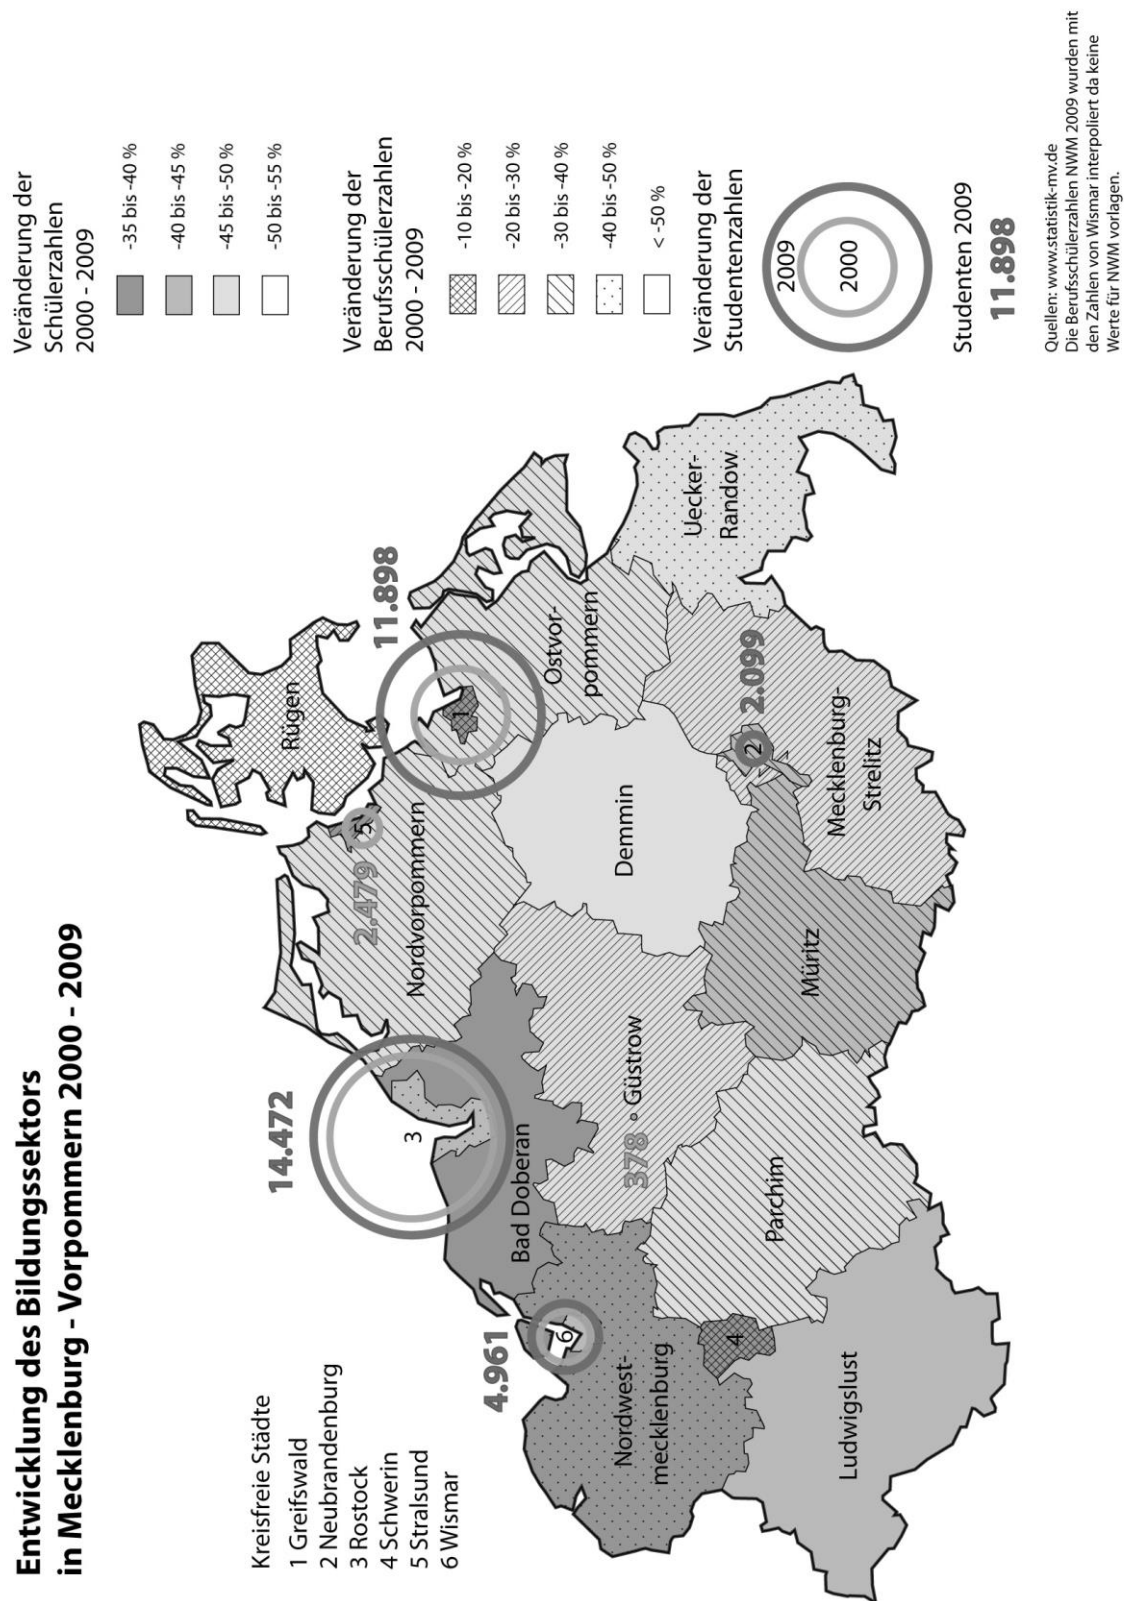 Entwicklung des Bildungssektors
in Mecklenburg - Vorpommern 2000 - 2009
Kreisfreie Städte
1 Greifswald
2 Neubrandenburg
3 Rostock
4 Schwerin
5 Stralsund
6 Wismar
14.472
3
4.961
6
Bad Doberan
Nordwest-
mecklenburg
4
Ludwigslust
Parchim
378
Güstrow
Müritz
Demmin
Nordvorpommern
2.479
5
Rügen
11.898
1
Ostvor-
pommern
2
2.099
Mecklenburg-
Strelitz
Uecker-
Randow
Veränderung der
Schülerzahlen
2000 - 2009
-35 bis -40 %
-40 bis -45 %
-45 bis -50 %
-50 bis -55 %
Veränderung der
Berufsschülerzahlen
2000 - 2009
-10 bis -20 %
-20 bis -30 %
-30 bis -40 %
-40 bis -50 %
< -50 %
Veränderung der
Studentenzahlen
2009
2000
Studenten 2009
11.898
Quellen: www.statistik-mv.de
Die Berufsschülerzahlen NWM 2009 wurden mit
den Zahlen von Wismar interpoliert da keine
Werte für NWM vorlagen.